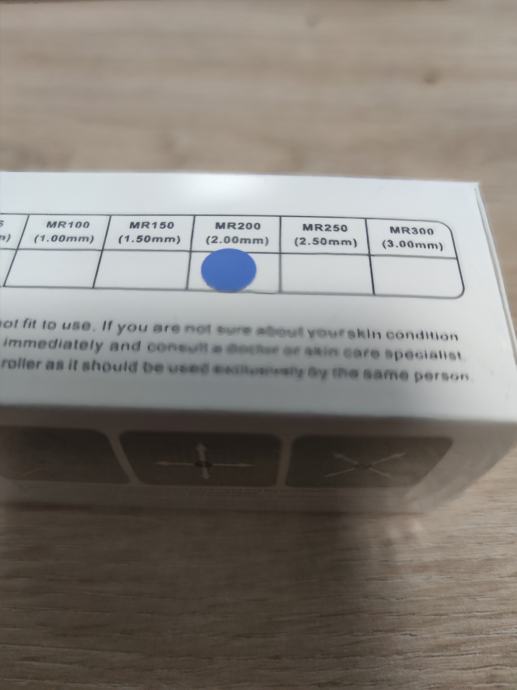 MR100 MR150 MR200 MR250 MR300
(1.00mm) (1.50mm) (2.00mm) (2.50mm) (3.00mm)
not fit to use. If you are not sure about your skin condition
immediately and consult a doctor or skin care specialist.
roller as it should be used exclusively by the same person.